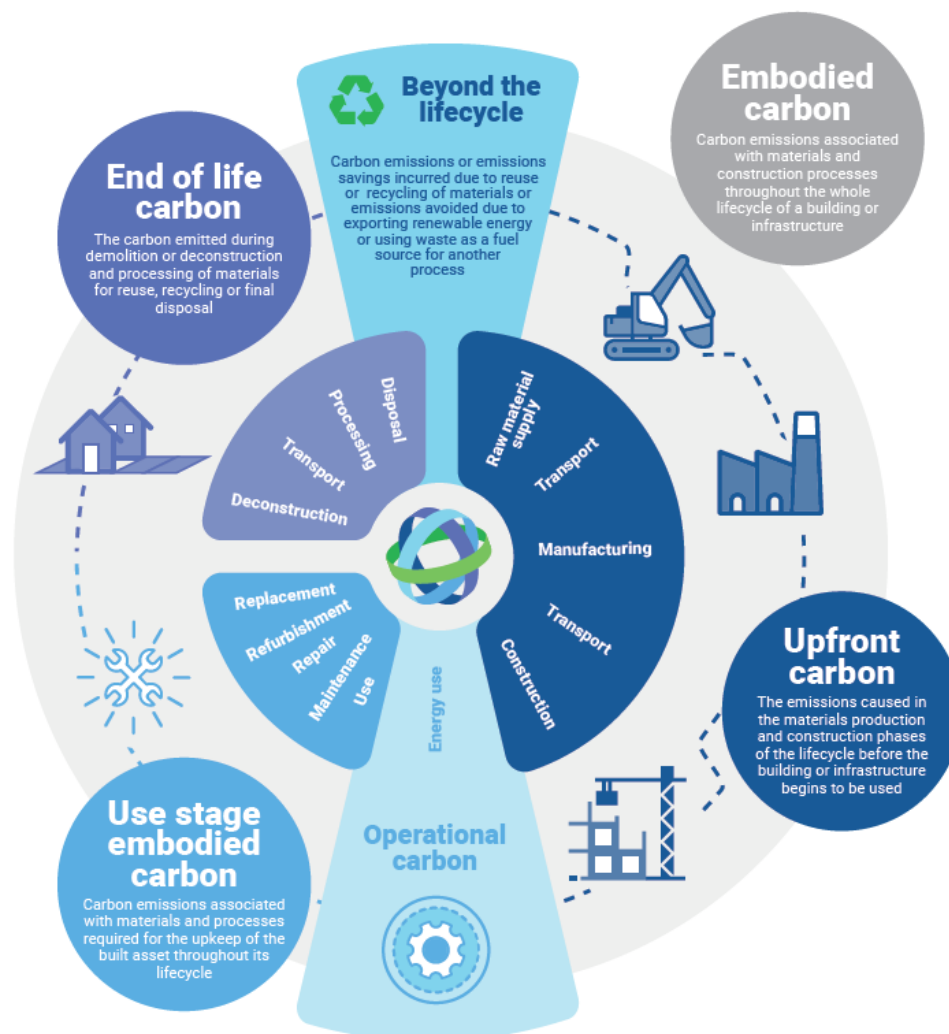 Beyond the
lifecycle
Carbon emissions or emissions
savings incurred due to reuse
or recycling of materials or
emissions avoided due to
exporting renewable energy
or using waste as a fuel
source for another
process
Embodied
carbon
Carbon emissions associated
with materials and
construction processes
throughout the whole
lifecycle of a building or
infrastructure
End of life
carbon
The carbon emitted during
demolition or deconstruction
and processing of materials
for reuse, recycling or final
disposal
Disposal
Processing
Transport
Deconstruction
Raw material
supply
Transport
Manufacturing
Transport
Construction
Replacement
Refurbishment
Repair
Maintenance
Use
Energy use
Upfront
carbon
The emissions caused in
the materials production
and construction phases
of the lifecycle before the
building or infrastructure
begins to be used
Use stage
embodied
carbon
Carbon emissions associated
with materials and processes
required for the upkeep of the
built asset throughout its
lifecycle
Operational
carbon